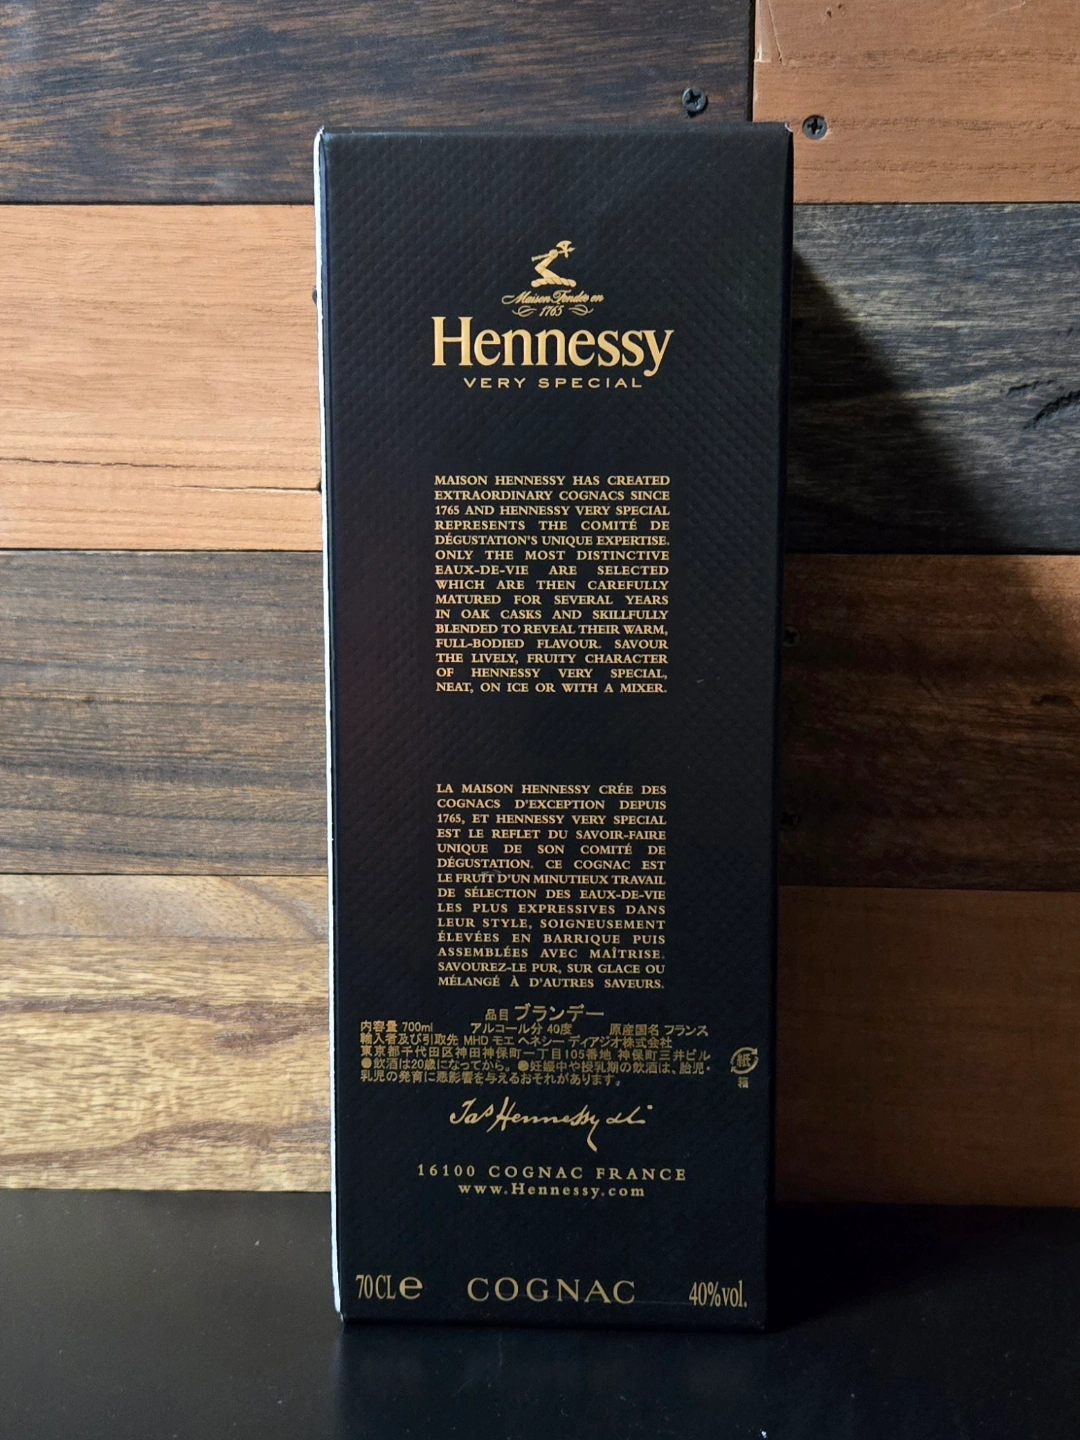 Maison Fondée en
1765
Hennessy
VERY SPECIAL
MAISON HENNESSY HAS CREATED
EXTRAORDINARY COGNACS SINCE
1765 AND HENNESSY VERY SPECIAL
REPRESENTS THE COMITÉ DE
DÉGUSTATION'S UNIQUE EXPERTISE.
ONLY THE MOST DISTINCTIVE
EAUX-DE-VIE ARE SELECTED
WHICH ARE THEN CAREFULLY
MATURED FOR SEVERAL YEARS
IN OAK CASKS AND SKILLFULLY
BLENDED TO REVEAL THEIR WARM,
FULL-BODIED FLAVOUR. SAVOUR
THE LIVELY, FRUITY CHARACTER
OF HENNESSY VERY SPECIAL,
NEAT, ON ICE OR WITH A MIXER.
LA MAISON HENNESSY CRÉE DES
COGNACS D'EXCEPTION DEPUIS
1765, ET HENNESSY VERY SPECIAL
EST LE REFLET DU SAVOIR-FAIRE
UNIQUE DE SON COMITÉ DE
DÉGUSTATION. CE COGNAC EST
LE FRUIT D'UN MINUTIEUX TRAVAIL
DE SÉLECTION DES EAUX-DE-VIE
LES PLUS EXPRESSIVES DANS
LEUR STYLE, SOIGNEUSEMENT
ÉLEVÉES EN BARRIQUE PUIS
ASSEMBLÉES AVEC MAÎTRISE.
SAVOUREZ-LE PUR, SUR GLACE OU
MÉLANGÉ À D'AUTRES SAVEURS.
品目 ブランデー
内容量 700ml アルコール分 40度 原産国名 フランス
輸入者及び引取先 MHD モエ ヘネシー ディアジオ株式会社
東京都千代田区神田神保町一丁目105番地 神保町三井ビル
●飲酒は20歳になってから。●妊娠中や授乳期の飲酒は、胎児・
乳児の発育に悪影響を与えるおそれがあります。
紙
箱
Jas Hennessy & Co
16100 COGNAC FRANCE
www.Hennessy.com
70CL e COGNAC 40%vol.